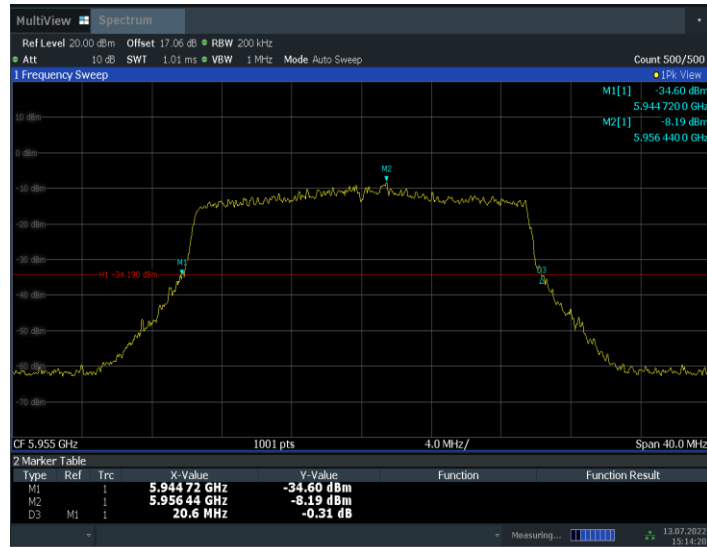 MultiView Spectrum
Ref Level 20.00 dBm Offset 17.06 dB RBW 200 kHz
Att 10 dB SWT 1.01 ms VBW 1 MHz Mode Auto Sweep Count 500/500
1 Frequency Sweep 1Pk View
M1[1] -34.60 dBm
5.944 720 0 GHz
M2[1] -8.19 dBm
5.956 440 0 GHz
10 dBm
0 dBm
M2
-10 dBm
-20 dBm
-30 dBm
M1
D3
H1 -34.190 dBm
-40 dBm
-50 dBm
-60 dBm
-70 dBm
CF 5.955 GHz 1001 pts 4.0 MHz/ Span 40.0 MHz
2 Marker Table
Type Ref Trc X-Value Y-Value Function Function Result
M1 1 5.944 72 GHz -34.60 dBm
M2 1 5.956 44 GHz -8.19 dBm
D3 M1 1 20.6 MHz -0.31 dB
Measuring... 13.07.2022
15:14:20